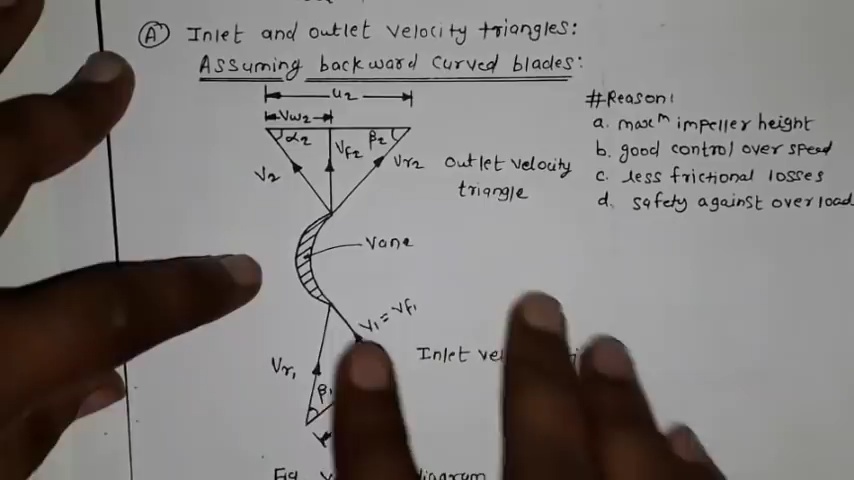 (A) Inlet and outlet velocity triangles:
Assuming backward curved blades:
u2
Vw2
α2
Vf2
β2
V2
Vr2
outlet velocity
triangle
#Reason:
a. maxᵐ impeller height
b. good control over speed
c. less frictional losses
d. safety against overload
Vane
V1 = Vf1
Inlet
Vr1
β1
Fig
diagram